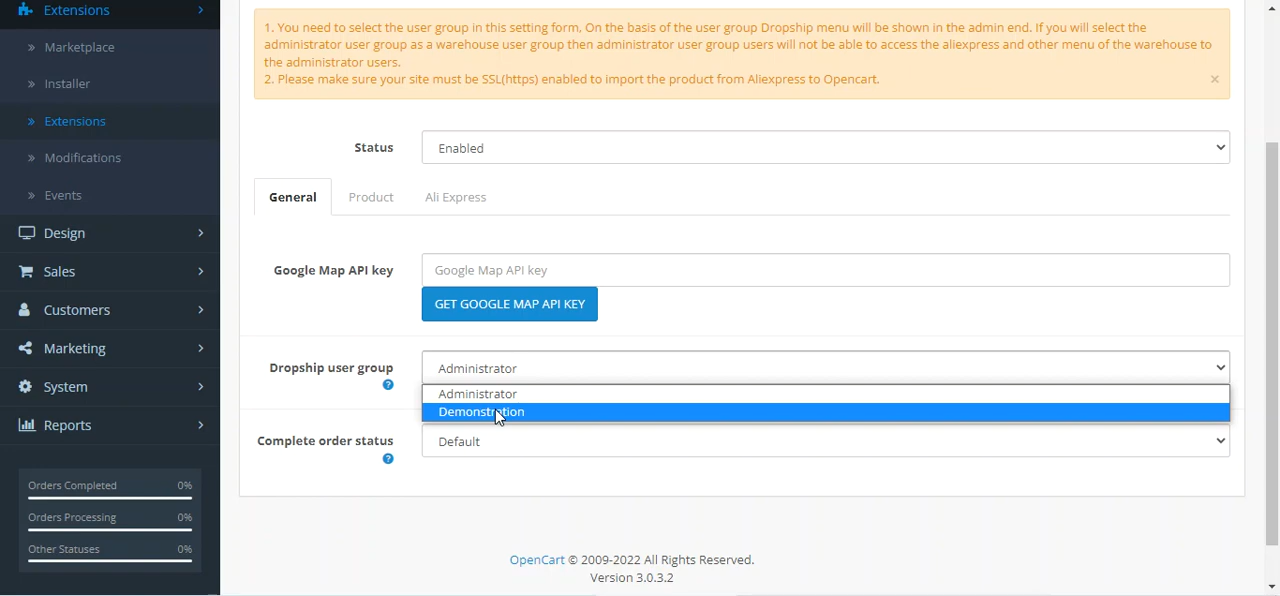 Extensions
» Marketplace
» Installer
» Extensions
» Modifications
» Events
Design
Sales
Customers
Marketing
System
Reports
Orders Completed 0%
Orders Processing 0%
Other Statuses 0%
1. You need to select the user group in this setting form, On the basis of the user group Dropship menu will be shown in the admin end. If you will select the
administrator user group as a warehouse user group then administrator user group users will not be able to access the aliexpress and other menu of the warehouse to
the administrator users.
2. Please make sure your site must be SSL(https) enabled to import the product from Aliexpress to Opencart. ×
Status Enabled
General Product Ali Express
Google Map API key Google Map API key
GET GOOGLE MAP API KEY
Dropship user group Administrator
Administrator
Demonstration
Complete order status Default
OpenCart © 2009-2022 All Rights Reserved.
Version 3.0.3.2